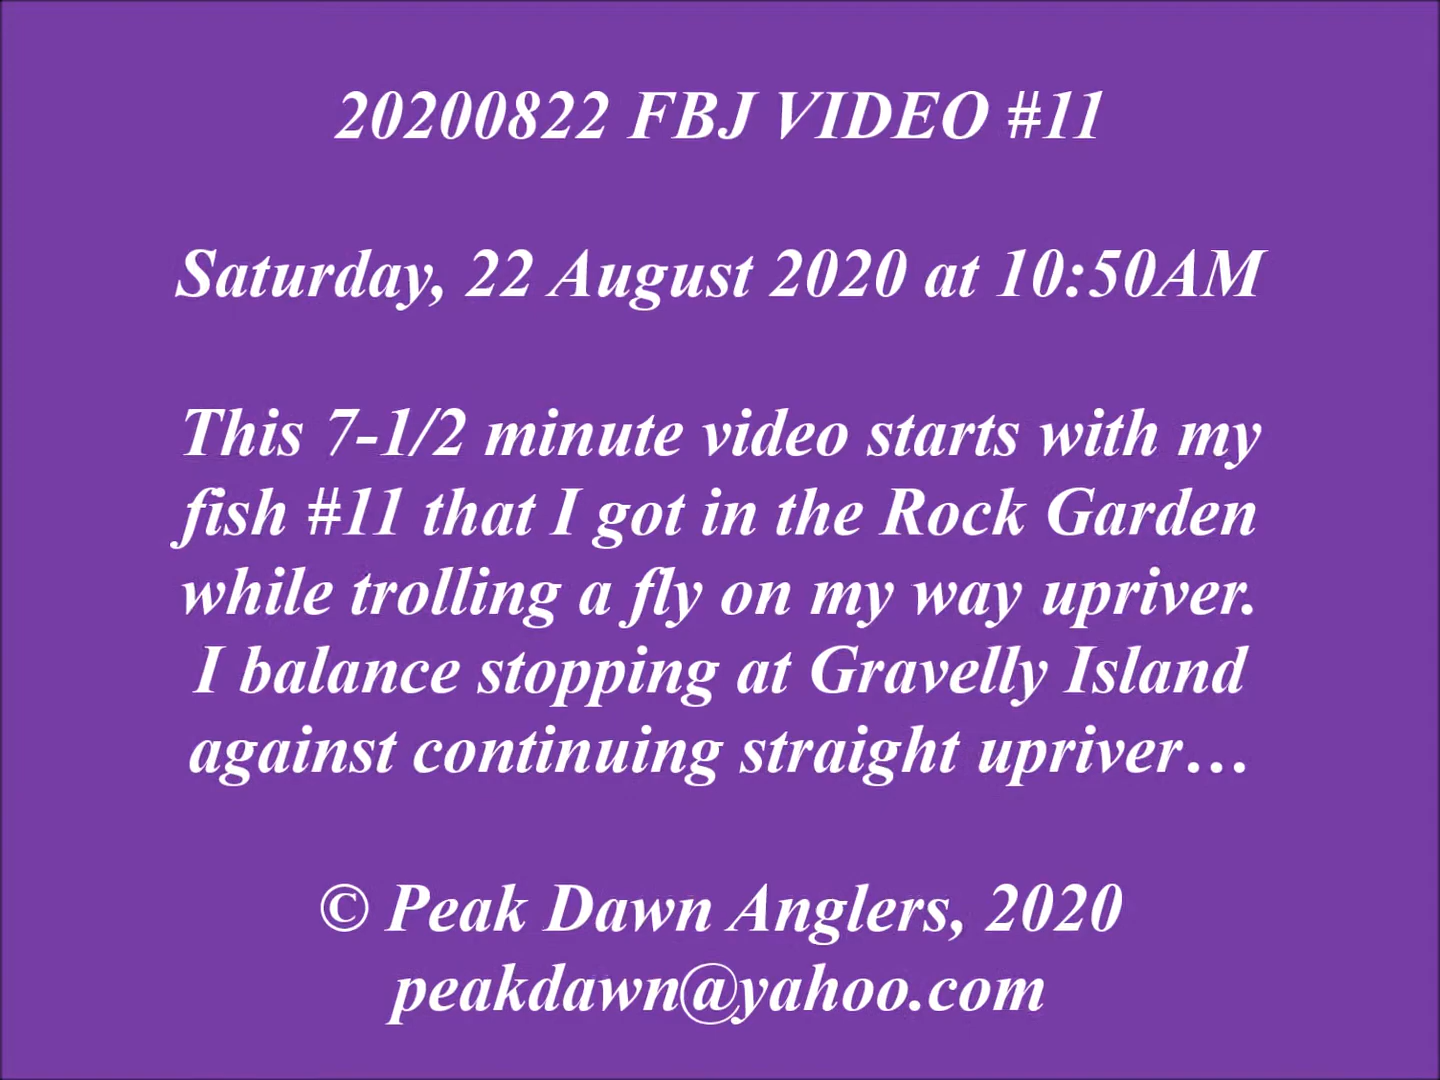 20200822 FBJ VIDEO #11
Saturday, 22 August 2020 at 10:50AM
This 7-1/2 minute video starts with my
fish #11 that I got in the Rock Garden
while trolling a fly on my way upriver.
I balance stopping at Gravelly Island
against continuing straight upriver…
© Peak Dawn Anglers, 2020
peakdawn@yahoo.com